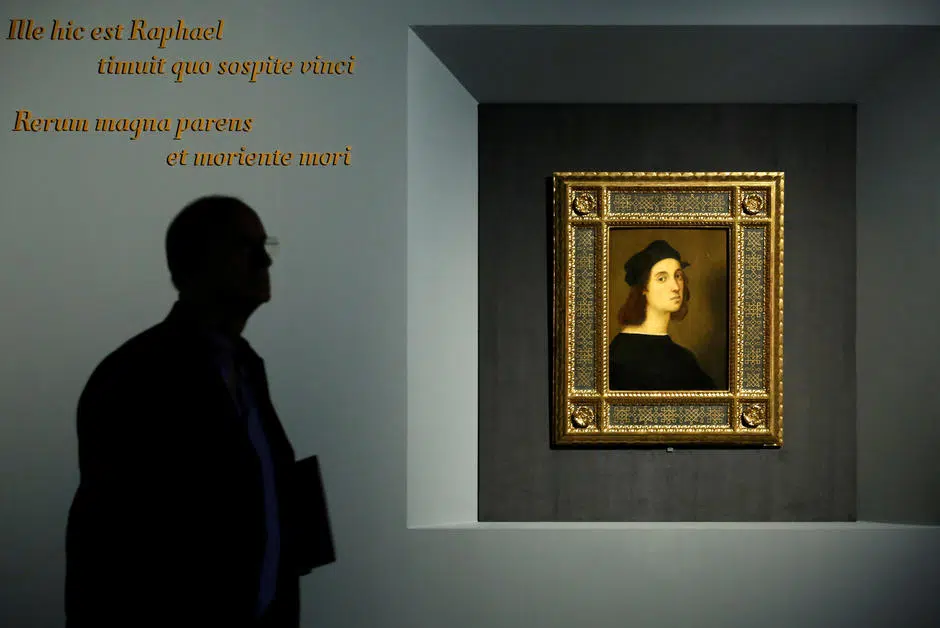 Ille hic est Raphael
timuit quo sospite vinci
Rerum magna parens
et moriente mori